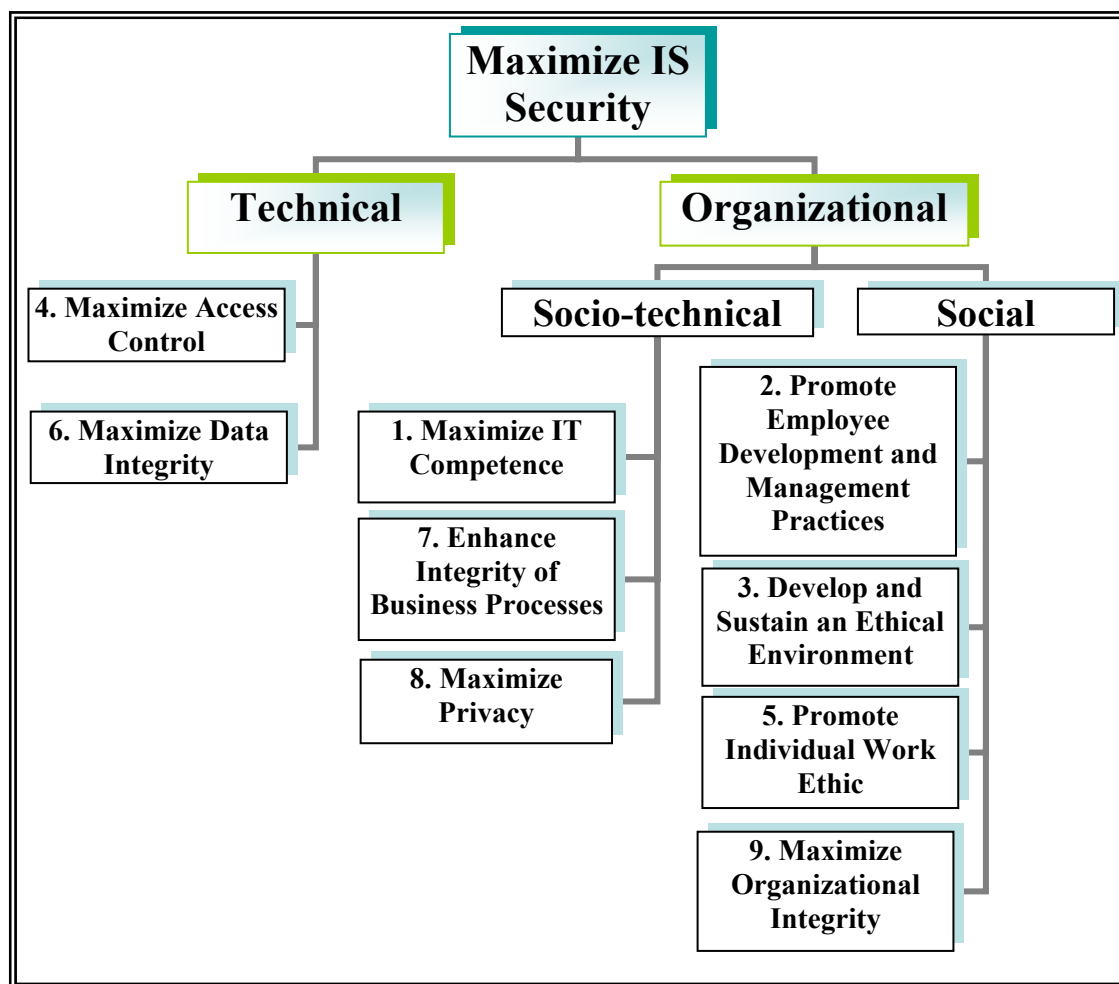 Maximize IS
Security
Technical
Organizational
4. Maximize Access
Control
6. Maximize Data
Integrity
Socio-technical
Social
1. Maximize IT
Competence
7. Enhance
Integrity of
Business Processes
8. Maximize
Privacy
2. Promote
Employee
Development and
Management
Practices
3. Develop and
Sustain an Ethical
Environment
5. Promote
Individual Work
Ethic
9. Maximize
Organizational
Integrity